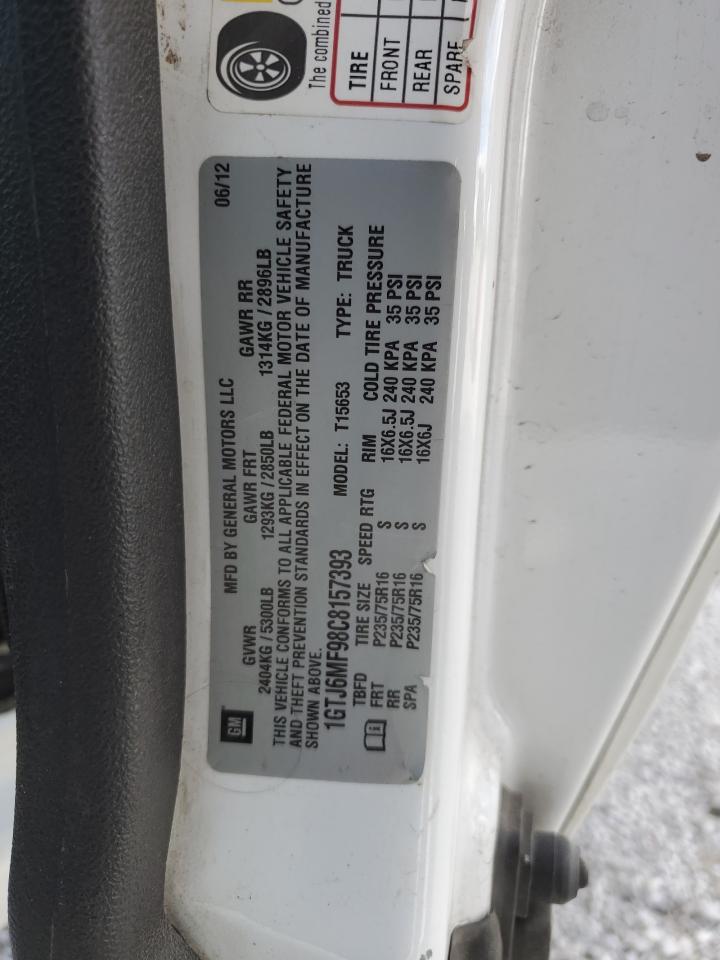 The combined
TIRE
FRONT
REAR
SPARE
MFD BY GENERAL MOTORS LLC 06/12
GVWR GAWR FRT GAWR RR
2404KG / 5300LB 1293KG / 2850LB 1314KG / 2896LB
THIS VEHICLE CONFORMS TO ALL APPLICABLE FEDERAL MOTOR VEHICLE SAFETY
AND THEFT PREVENTION STANDARDS IN EFFECT ON THE DATE OF MANUFACTURE
SHOWN ABOVE.
GM
1GTJ6MF98C8157393 MODEL: T15653 TYPE: TRUCK
TBFD TIRE SIZE SPEED RTG RIM COLD TIRE PRESSURE
FRT P235/75R16 S 16X6.5J 240 KPA 35 PSI
RR P235/75R16 S 16X6.5J 240 KPA 35 PSI
SPA P235/75R16 S 16X6J 240 KPA 35 PSI